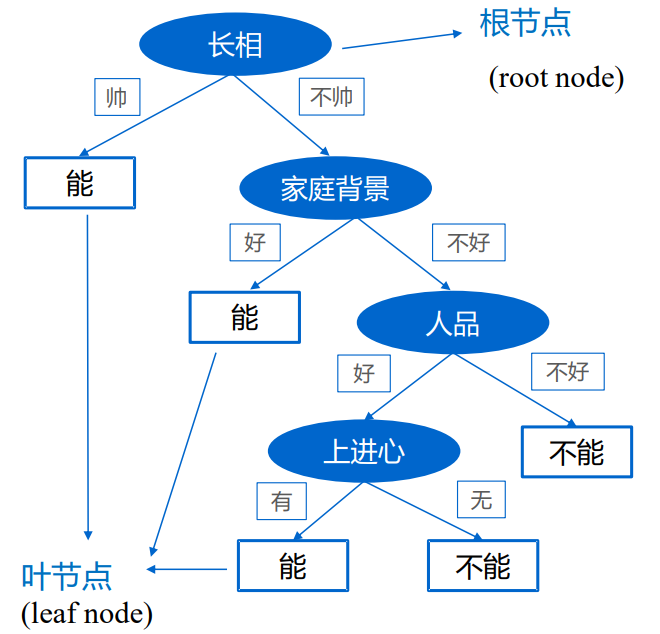 长相
根节点
(root node)
帅
不帅
能
家庭背景
好
不好
能
人品
好
不好
上进心
不能
有
无
能
不能
叶节点
(leaf node)